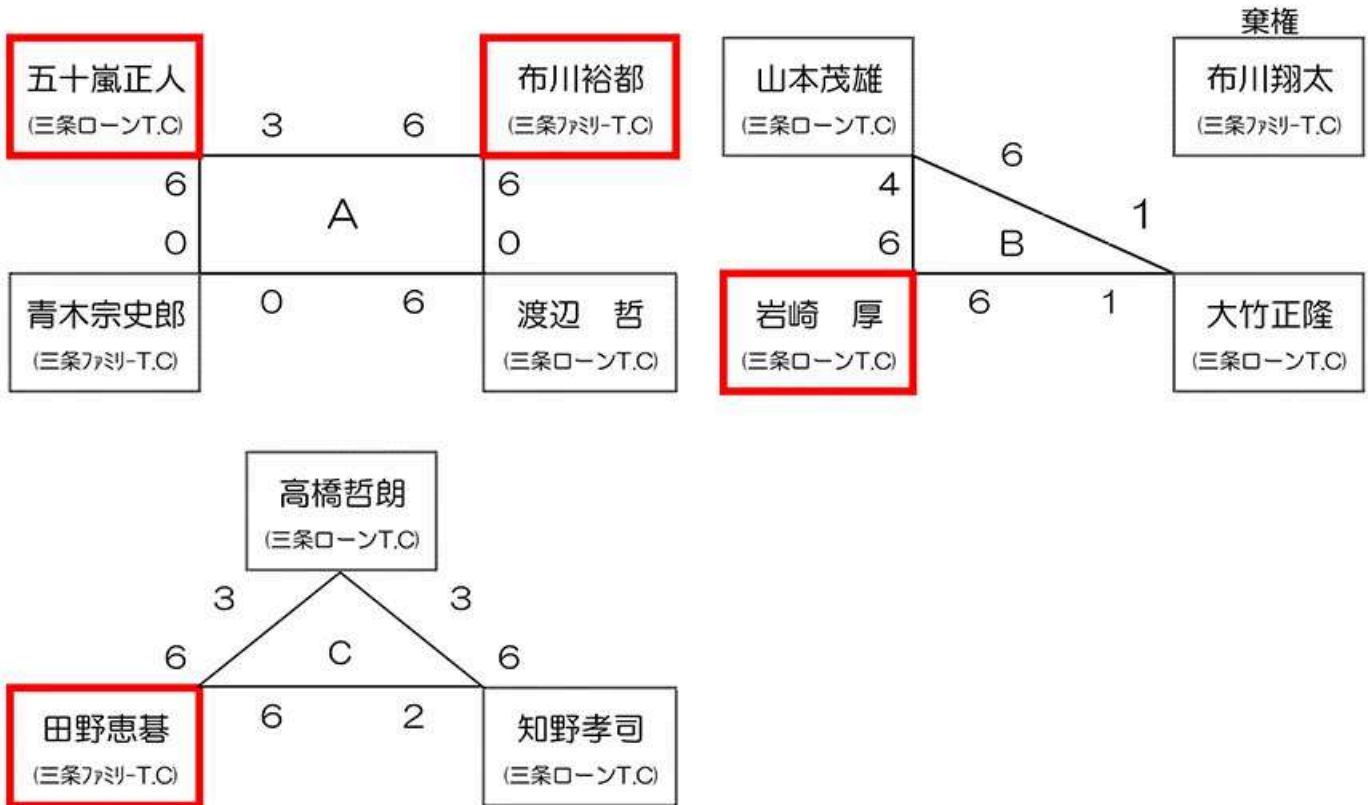 棄権
五十嵐正人
(三条ローンT.C)
布川裕都
(三条ﾌｧﾐﾘｰT.C)
山本茂雄
(三条ローンT.C)
布川翔太
(三条ﾌｧﾐﾘｰT.C)
3 6
6 6
A
0 0
0 6
青木宗史郎
(三条ﾌｧﾐﾘｰT.C)
渡辺 哲
(三条ローンT.C)
6
4
1
6 B
6 1
岩崎 厚
(三条ローンT.C)
大竹正隆
(三条ローンT.C)
高橋哲朗
(三条ローンT.C)
3 3
6 C 6
6 2
田野恵碁
(三条ﾌｧﾐﾘｰT.C)
知野孝司
(三条ローンT.C)